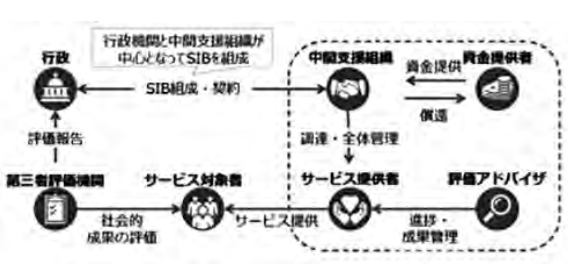 行政機関と中間支援組織が
中心となってSIBを組成
行政
中間支援組織
資金提供者
資金提供
SIB組成・契約
償還
評価報告
調達・全体管理
第三者評価機関
サービス対象者
サービス提供者
評価アドバイザ
社会的
成果の評価
サービス提供
進捗・
成果管理